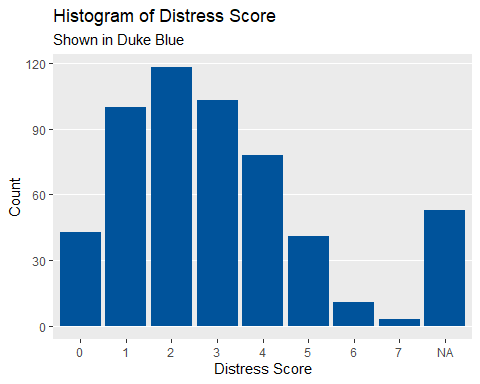 Histogram of Distress Score
Shown in Duke Blue
120
90
60
30
0
Count
0 1 2 3 4 5 6 7 NA
Distress Score